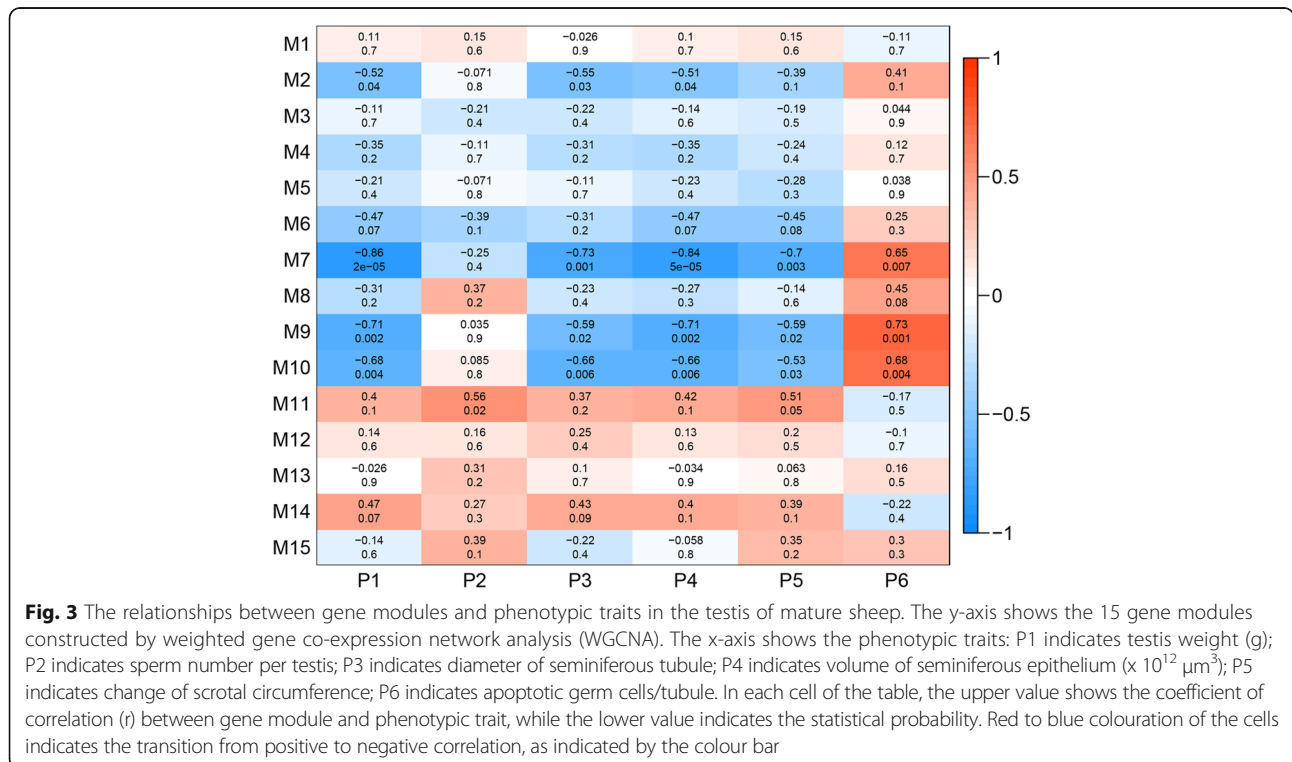 M1 0.11 0.15 −0.026 0.1 0.15 −0.11
0.7 0.6 0.9 0.7 0.6 0.7
M2 −0.52 −0.071 −0.55 −0.51 −0.39 0.41
0.04 0.8 0.03 0.04 0.1 0.1
M3 −0.11 −0.21 −0.22 −0.14 −0.19 0.044
0.7 0.4 0.4 0.6 0.5 0.9
M4 −0.35 −0.11 −0.31 −0.35 −0.24 0.12
0.2 0.7 0.2 0.2 0.4 0.7
M5 −0.21 −0.071 −0.11 −0.23 −0.28 0.038
0.4 0.8 0.7 0.4 0.3 0.9
M6 −0.47 −0.39 −0.31 −0.47 −0.45 0.25
0.07 0.1 0.2 0.07 0.08 0.3
M7 −0.86 −0.25 −0.73 −0.84 −0.7 0.65
2e−05 0.4 0.001 5e−05 0.003 0.007
M8 −0.31 0.37 −0.23 −0.27 −0.14 0.45
0.2 0.2 0.4 0.3 0.6 0.08
M9 −0.71 0.035 −0.59 −0.71 −0.59 0.73
0.002 0.9 0.02 0.002 0.02 0.001
M10 −0.68 0.085 −0.66 −0.66 −0.53 0.68
0.004 0.8 0.006 0.006 0.03 0.004
M11 0.4 0.56 0.37 0.42 0.51 −0.17
0.1 0.02 0.2 0.1 0.05 0.5
M12 0.14 0.16 0.25 0.13 0.2 −0.1
0.6 0.6 0.4 0.6 0.5 0.7
M13 −0.026 0.31 0.1 −0.034 0.063 0.16
0.9 0.2 0.7 0.9 0.8 0.5
M14 0.47 0.27 0.43 0.4 0.39 −0.22
0.07 0.3 0.09 0.1 0.1 0.4
M15 −0.14 0.39 −0.22 −0.058 0.35 0.3
0.6 0.1 0.4 0.8 0.2 0.3
P1 P2 P3 P4 P5 P6
1
0.5
0
−0.5
−1
Fig. 3 The relationships between gene modules and phenotypic traits in the testis of mature sheep. The y-axis shows the 15 gene modules
constructed by weighted gene co-expression network analysis (WGCNA). The x-axis shows the phenotypic traits: P1 indicates testis weight (g);
P2 indicates sperm number per testis; P3 indicates diameter of seminiferous tubule; P4 indicates volume of seminiferous epithelium (x 10¹² μm³); P5
indicates change of scrotal circumference; P6 indicates apoptotic germ cells/tubule. In each cell of the table, the upper value shows the coefficient of
correlation (r) between gene module and phenotypic trait, while the lower value indicates the statistical probability. Red to blue colouration of the cells
indicates the transition from positive to negative correlation, as indicated by the colour bar